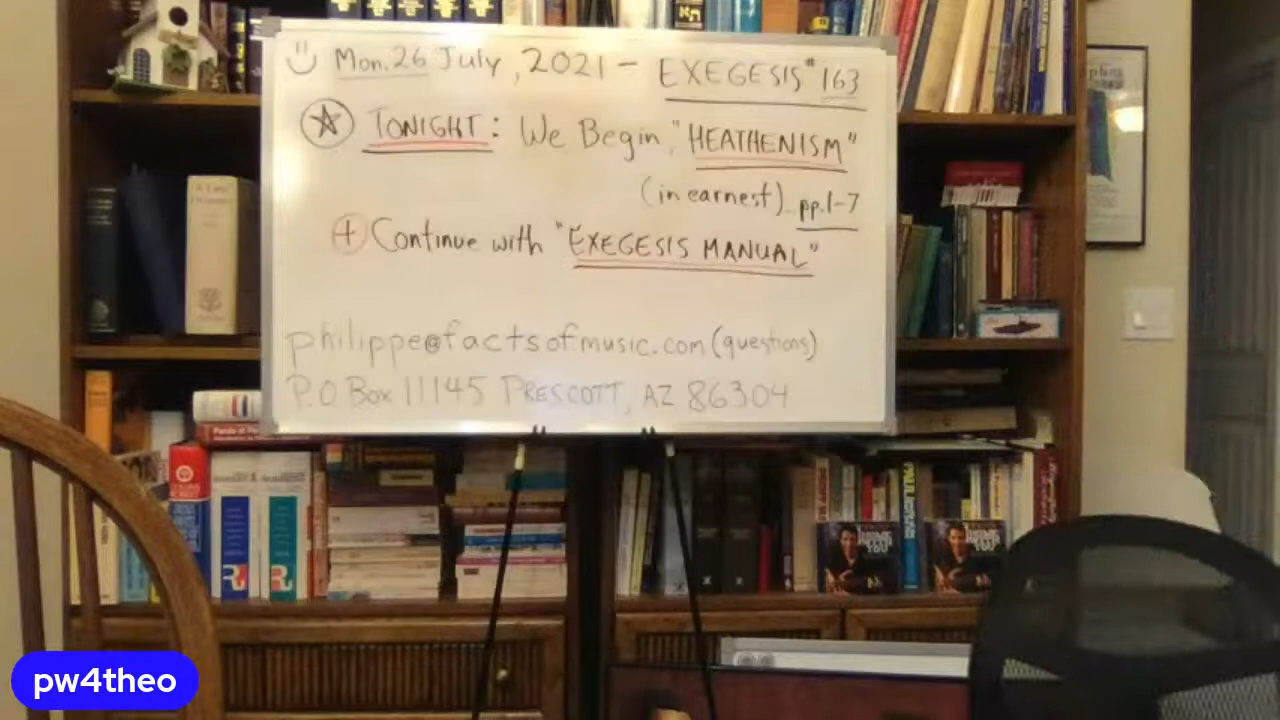 Mon. 26 July, 2021 - EXEGESIS #163
TONIGHT: We Begin "HEATHENISM"
(in earnest).. pp. 1-7
+ Continue with "EXEGESIS MANUAL"
philippe@factsofmusic.com (questions)
P.O Box 11145 PRESCOTT, AZ 86304
pw4theo